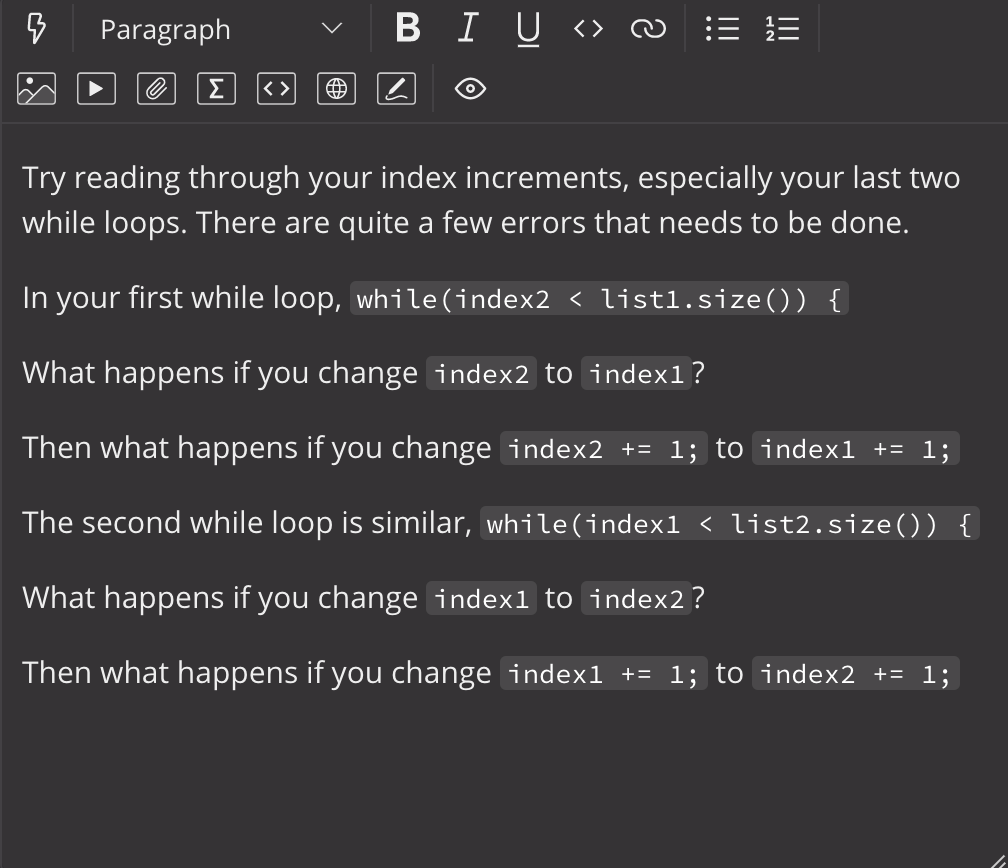 Paragraph
B I U
1
2
Σ
Try reading through your index increments, especially your last two
while loops. There are quite a few errors that needs to be done.
In your first while loop, while(index2 < list1.size()) {
What happens if you change index2 to index1?
Then what happens if you change index2 += 1; to index1 += 1;
The second while loop is similar, while(index1 < list2.size()) {
What happens if you change index1 to index2?
Then what happens if you change index1 += 1; to index2 += 1;